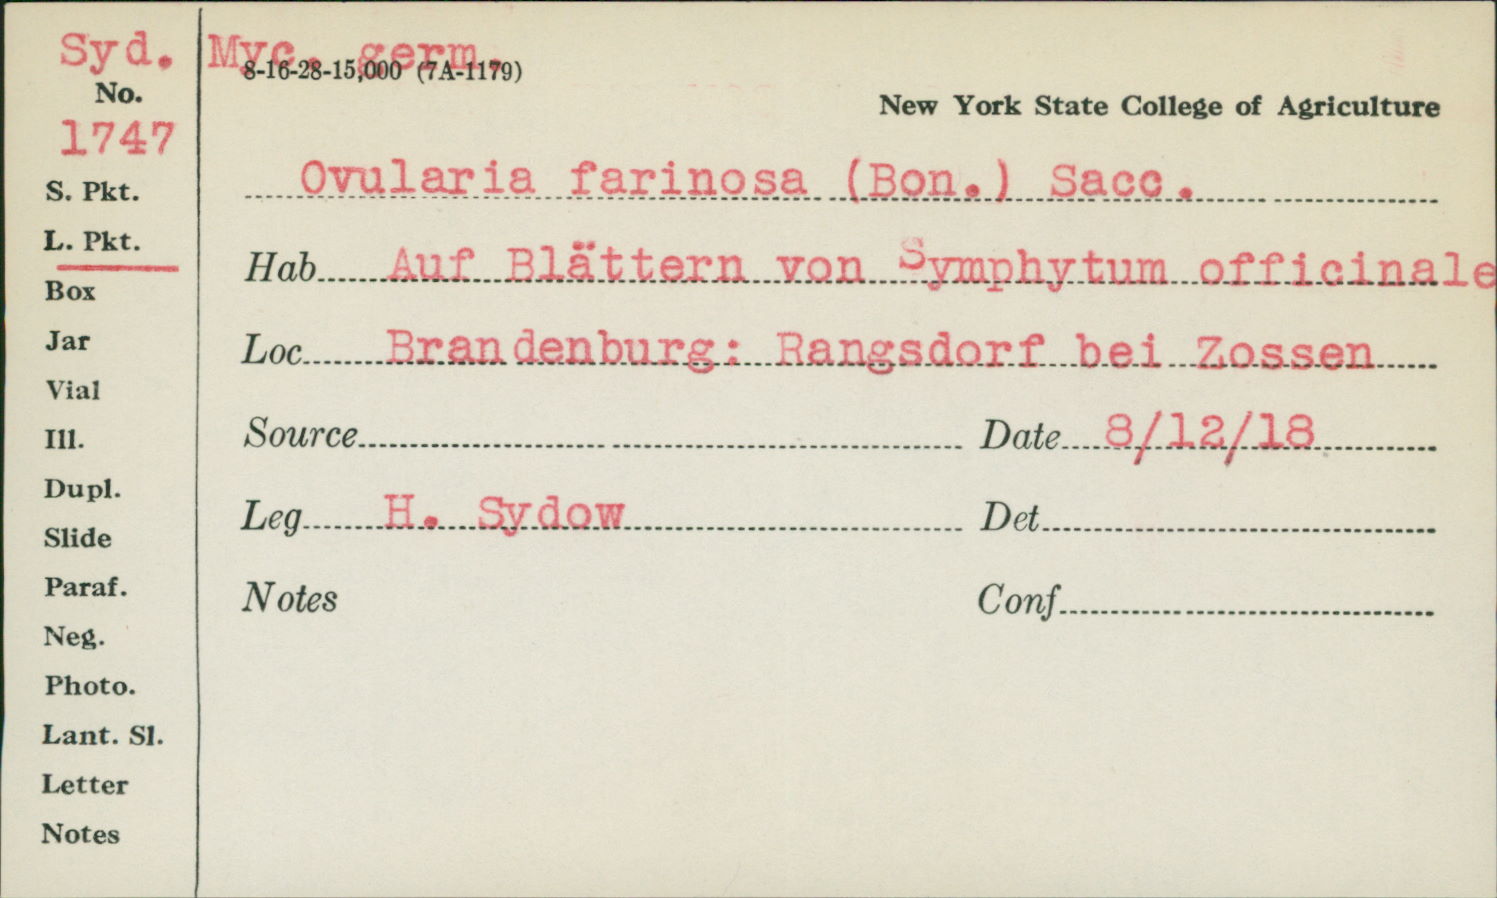 Syd. Myc. germ.
8-16-28-15,000 (7A-1179)
No.
1747
New York State College of Agriculture
Ovularia farinosa (Bon.) Sacc.
Hab Auf Blättern von Symphytum officinale
Loc Brandenburg: Rangsdorf bei Zossen
Source Date 8/12/18
Leg H. Sydow Det
Notes Conf
S. Pkt.
L. Pkt.
Box
Jar
Vial
Ill.
Dupl.
Slide
Paraf.
Neg.
Photo.
Lant. Sl.
Letter
Notes